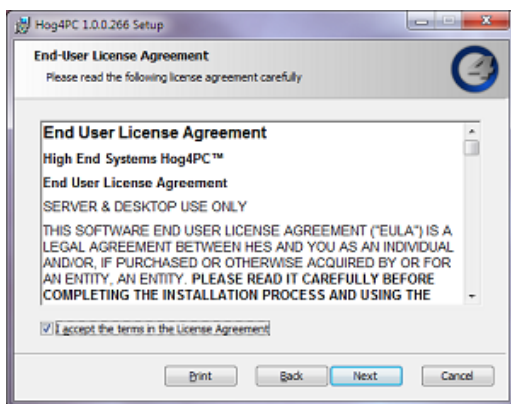 Hog4PC 1.0.0.266 Setup
End-User License Agreement
Please read the following license agreement carefully
4
End User License Agreement
High End Systems Hog4PC™
End User License Agreement
SERVER & DESKTOP USE ONLY
THIS SOFTWARE END USER LICENSE AGREEMENT ("EULA") IS A
LEGAL AGREEMENT BETWEEN HES AND YOU AS AN INDIVIDUAL
AND/OR, IF PURCHASED OR OTHERWISE ACQUIRED BY OR FOR
AN ENTITY, AN ENTITY. PLEASE READ IT CAREFULLY BEFORE
COMPLETING THE INSTALLATION PROCESS AND USING THE
I accept the terms in the License Agreement
Print Back Next Cancel